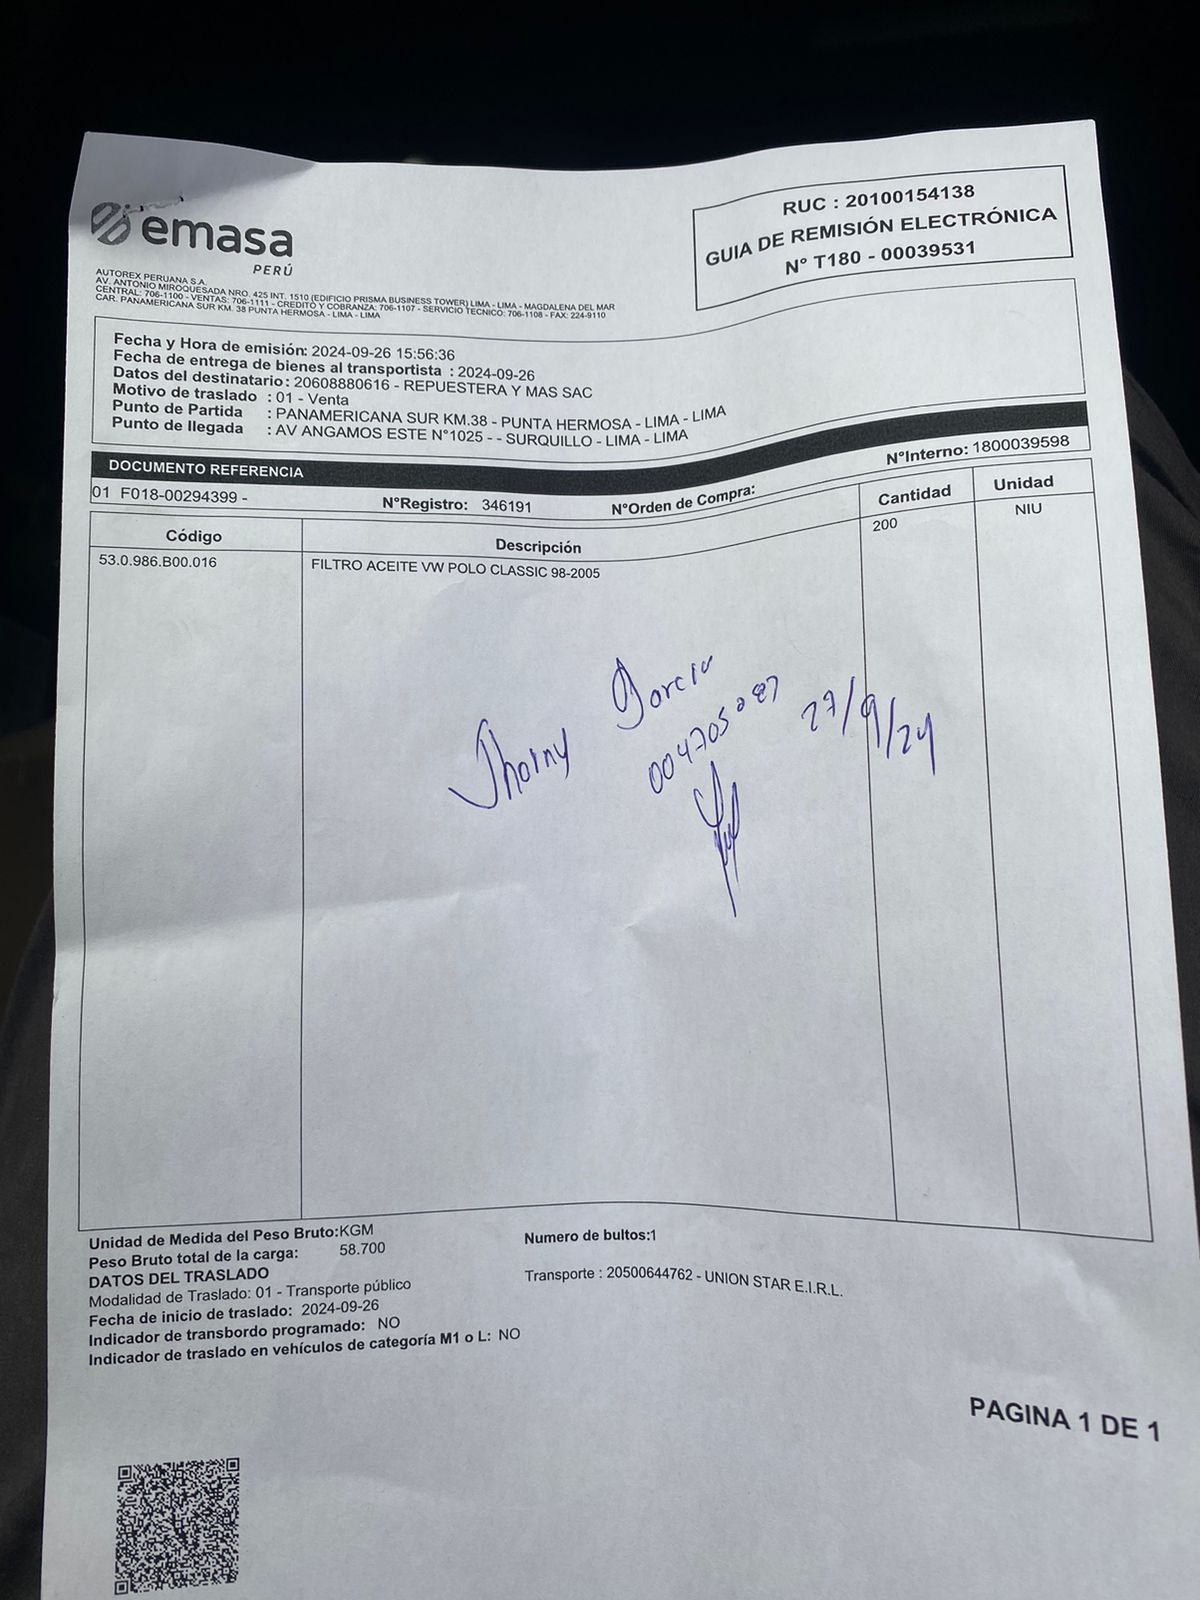 emasa
PERÚ
AUTOREX PERUANA S.A.
AV. ANTONIO MIROQUESADA NRO. 425 INT. 1510 (EDIFICIO PRISMA BUSINESS TOWER) LIMA - LIMA - MAGDALENA DEL MAR
CENTRAL: 706-1100 - VENTAS: 706-1111 - CREDITO Y COBRANZA: 706-1107 - SERVICIO TECNICO: 706-1108 - FAX: 224-9110
CAR. PANAMERICANA SUR KM. 38 PUNTA HERMOSA - LIMA - LIMA
RUC : 20100154138
GUIA DE REMISIÓN ELECTRÓNICA
N° T180 - 00039531
Fecha y Hora de emisión: 2024-09-26 15:56:36
Fecha de entrega de bienes al transportista : 2024-09-26
Datos del destinatario : 20608880616 - REPUESTERA Y MAS SAC
Motivo de traslado : 01 - Venta
Punto de Partida : PANAMERICANA SUR KM.38 - PUNTA HERMOSA - LIMA - LIMA
Punto de llegada : AV ANGAMOS ESTE N°1025 - - SURQUILLO - LIMA - LIMA
DOCUMENTO REFERENCIA N°Interno: 1800039598
01 F018-00294399 - N°Registro: 346191 N°Orden de Compra:
Código Descripción Cantidad Unidad
53.0.986.B00.016 FILTRO ACEITE VW POLO CLASSIC 98-2005 200 NIU
Jhorny Garcia
27/9/24
Unidad de Medida del Peso Bruto:KGM
Peso Bruto total de la carga: 58.700
Numero de bultos:1
DATOS DEL TRASLADO
Modalidad de Traslado: 01 - Transporte público
Transporte : 20500644762 - UNION STAR E.I.R.L.
Fecha de inicio de traslado: 2024-09-26
Indicador de transbordo programado: NO
Indicador de traslado en vehículos de categoría M1 o L: NO
PAGINA 1 DE 1